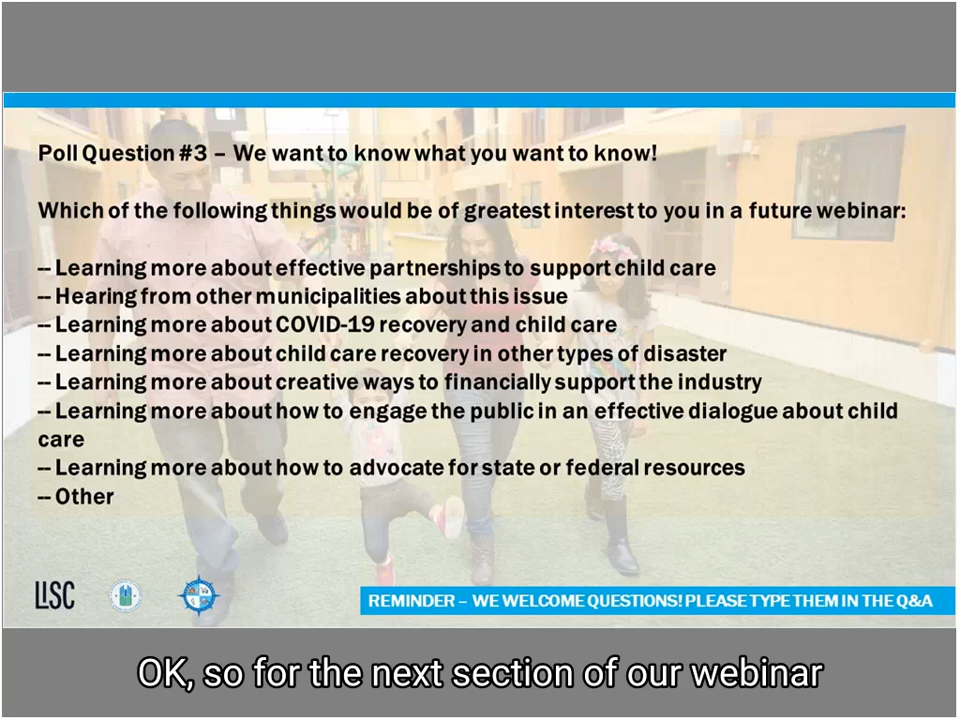 Poll Question #3 – We want to know what you want to know!
Which of the following things would be of greatest interest to you in a future webinar:
-- Learning more about effective partnerships to support child care
-- Hearing from other municipalities about this issue
-- Learning more about COVID-19 recovery and child care
-- Learning more about child care recovery in other types of disaster
-- Learning more about creative ways to financially support the industry
-- Learning more about how to engage the public in an effective dialogue about child
care
-- Learning more about how to advocate for state or federal resources
-- Other
LISC
REMINDER – WE WELCOME QUESTIONS! PLEASE TYPE THEM IN THE Q&A
OK, so for the next section of our webinar